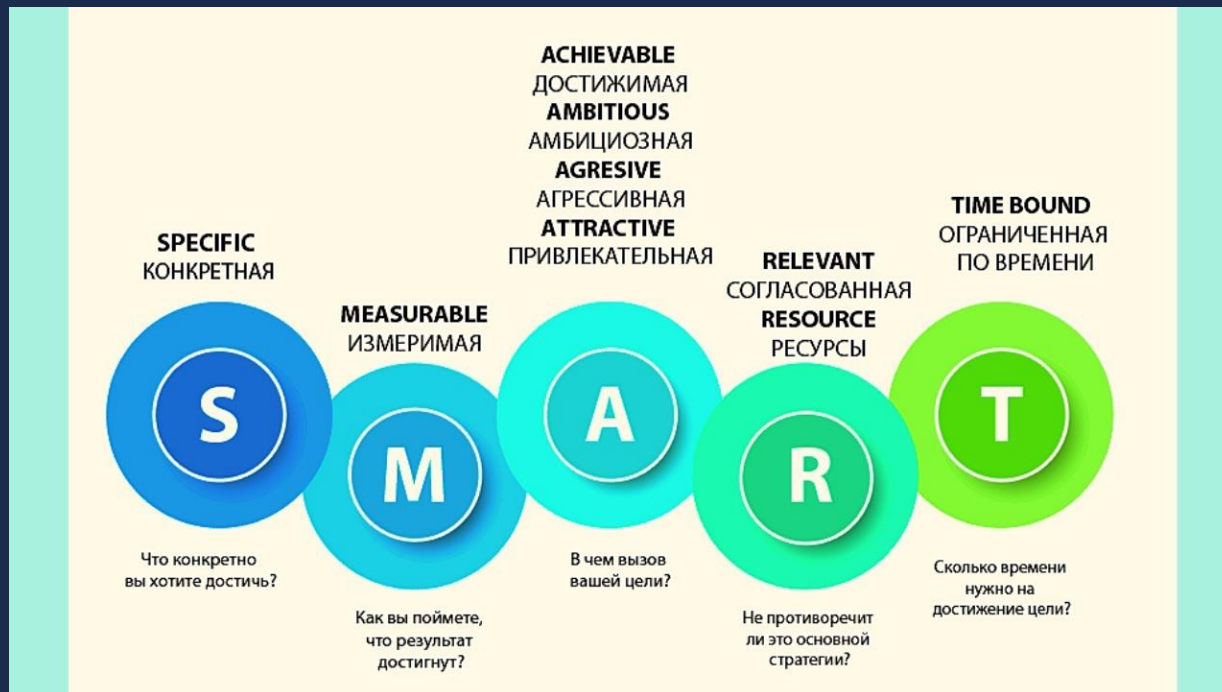 SPECIFIC
КОНКРЕТНАЯ
S
Что конкретно
вы хотите достичь?
MEASURABLE
ИЗМЕРИМАЯ
M
Как вы поймете,
что результат
достигнут?
ACHIEVABLE
ДОСТИЖИМАЯ
AMBITIOUS
АМБИЦИОЗНАЯ
AGRESIVE
АГРЕССИВНАЯ
ATTRACTIVE
ПРИВЛЕКАТЕЛЬНАЯ
A
В чем вызов
вашей цели?
RELEVANT
СОГЛАСОВАННАЯ
RESOURCE
РЕСУРСЫ
R
Не противоречит
ли это основной
стратегии?
TIME BOUND
ОГРАНИЧЕННАЯ
ПО ВРЕМЕНИ
T
Сколько времени
нужно на
достижение цели?